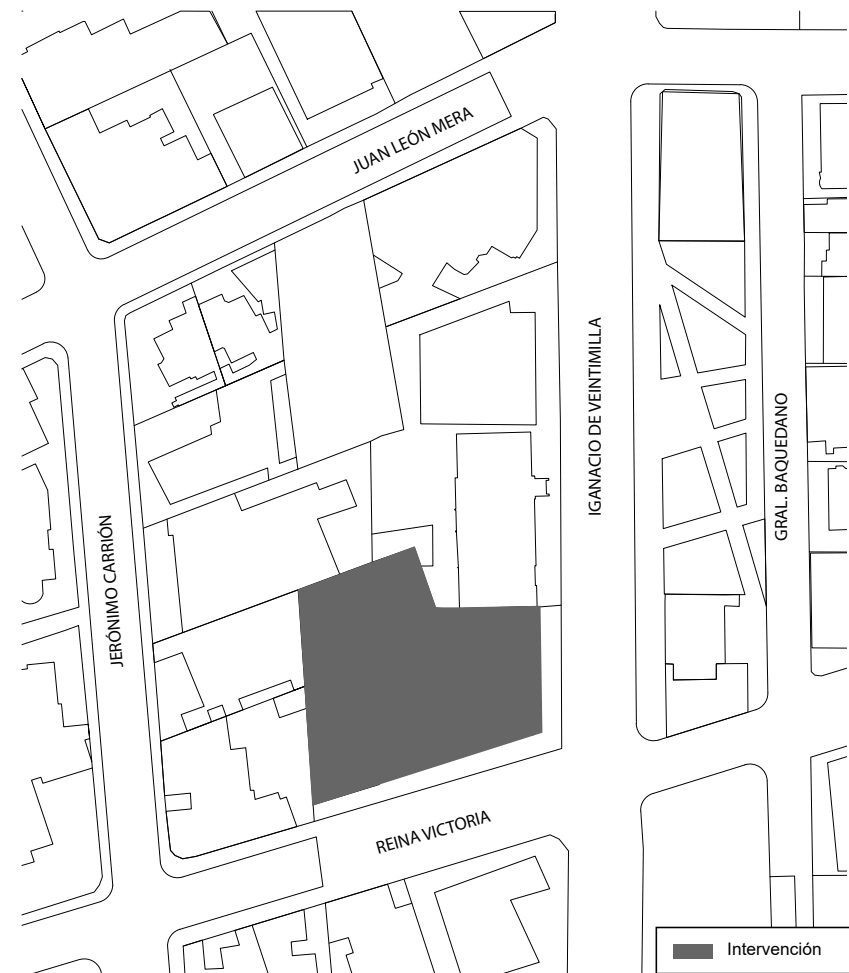 JUAN LEÓN MERA
IGANACIO DE VEINTIMILLA
GRAL. BAQUEDANO
JERÓNIMO CARRIÓN
REINA VICTORIA
Intervención